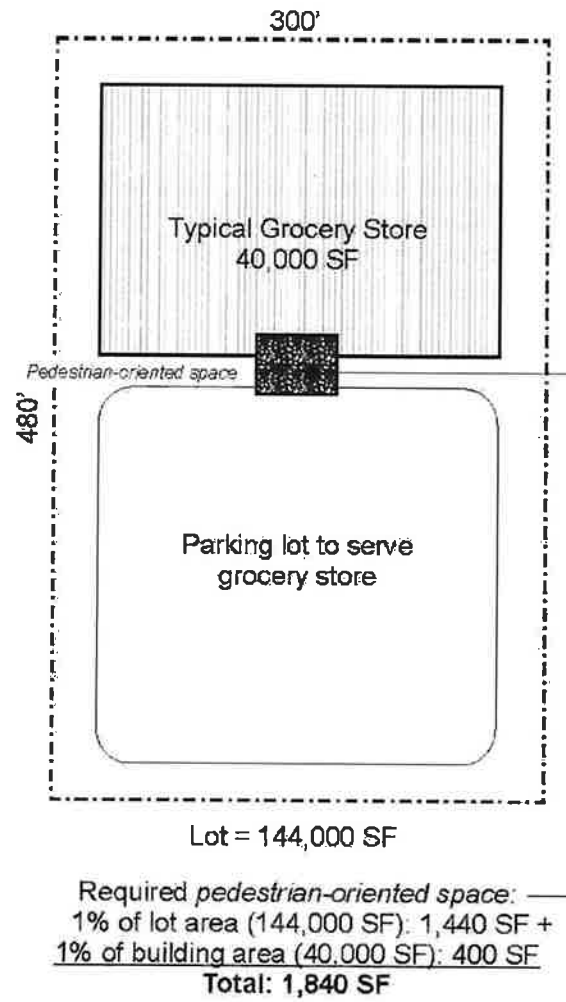 300'
Typical Grocery Store
40,000 SF
Pedestrian-oriented space
480'
Parking lot to serve
grocery store
Lot = 144,000 SF
Required pedestrian-oriented space:
1% of lot area (144,000 SF): 1,440 SF +
1% of building area (40,000 SF): 400 SF
Total: 1,840 SF